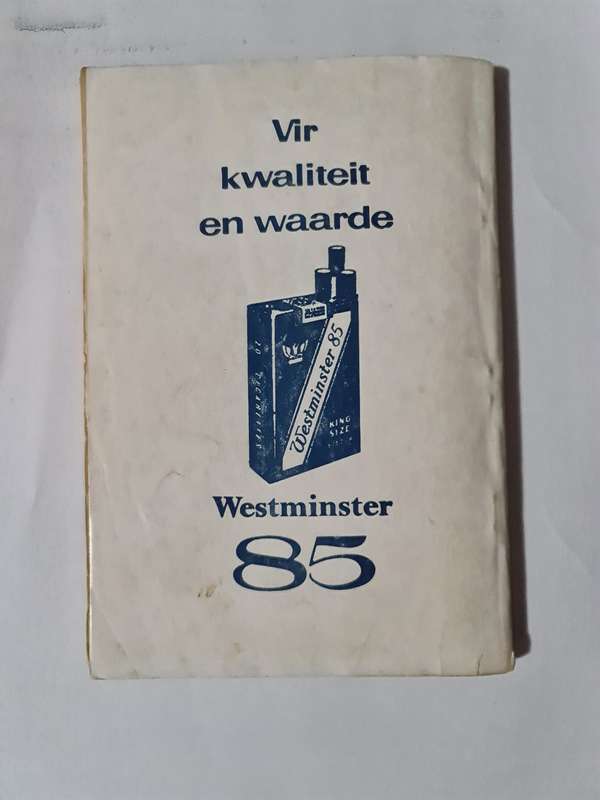 Vir
kwaliteit
en waarde
Westminster 85
KING
SIZE
Westminster
85